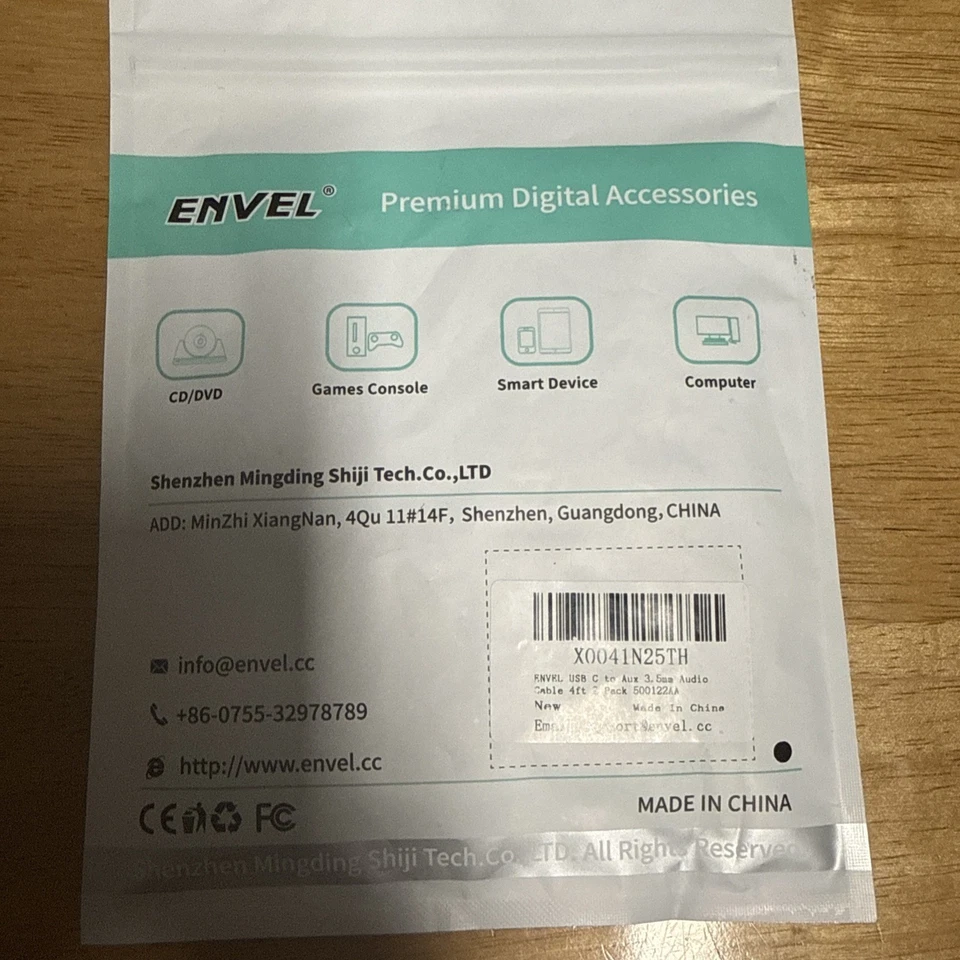 ENVEL® Premium Digital Accessories
CD/DVD Games Console Smart Device Computer
Shenzhen Mingding Shiji Tech.Co.,LTD
ADD: MinZhi XiangNan, 4Qu 11#14F, Shenzhen, Guangdong, CHINA
X0041N25TH
ENVEL USB C to Aux 3.5mm Audio
Cable 4ft 2 Pack 500122AA
New Made In China
info@envel.cc
+86-0755-32978789
http://www.envel.cc
CE FC
MADE IN CHINA
Shenzhen Mingding Shiji Tech.Co.,LTD. All Rights Reserved